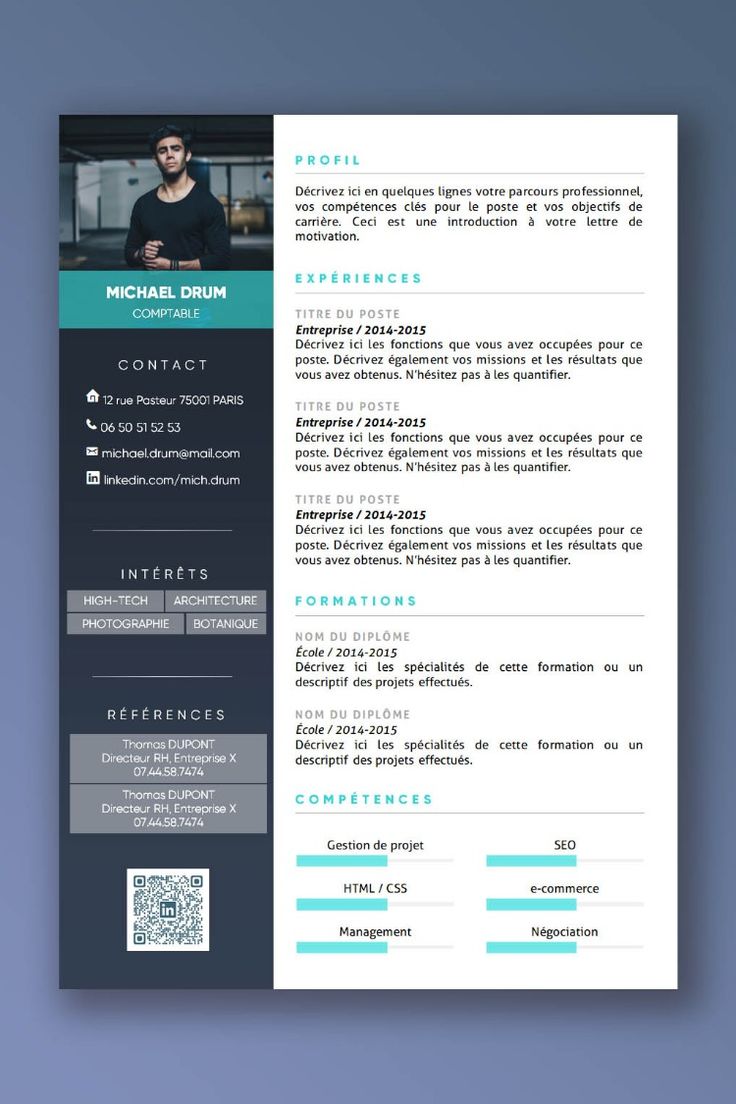 MICHAEL DRUM
COMPTABLE
CONTACT
12 rue Pasteur 75001 PARIS
06 50 51 52 53
michael.drum@mail.com
in linkedin.com/mich.drum
INTÉRÊTS
HIGH-TECH ARCHITECTURE
PHOTOGRAPHIE BOTANIQUE
RÉFÉRENCES
Thomas DUPONT
Directeur RH, Entreprise X
07.44.58.7474
Thomas DUPONT
Directeur RH, Entreprise X
07.44.58.7474
in
PROFIL
Décrivez ici en quelques lignes votre parcours professionnel,
vos compétences clés pour le poste et vos objectifs de
carrière. Ceci est une introduction à votre lettre de
motivation.
EXPÉRIENCES
TITRE DU POSTE
Entreprise / 2014-2015
Décrivez ici les fonctions que vous avez occupées pour ce
poste. Décrivez également vos missions et les résultats que
vous avez obtenus. N'hésitez pas à les quantifier.
TITRE DU POSTE
Entreprise / 2014-2015
Décrivez ici les fonctions que vous avez occupées pour ce
poste. Décrivez également vos missions et les résultats que
vous avez obtenus. N'hésitez pas à les quantifier.
TITRE DU POSTE
Entreprise / 2014-2015
Décrivez ici les fonctions que vous avez occupées pour ce
poste. Décrivez également vos missions et les résultats que
vous avez obtenus. N'hésitez pas à les quantifier.
FORMATIONS
NOM DU DIPLÔME
École / 2014-2015
Décrivez ici les spécialités de cette formation ou un
descriptif des projets effectués.
NOM DU DIPLÔME
École / 2014-2015
Décrivez ici les spécialités de cette formation ou un
descriptif des projets effectués.
COMPÉTENCES
Gestion de projet SEO
HTML / CSS e-commerce
Management Négociation